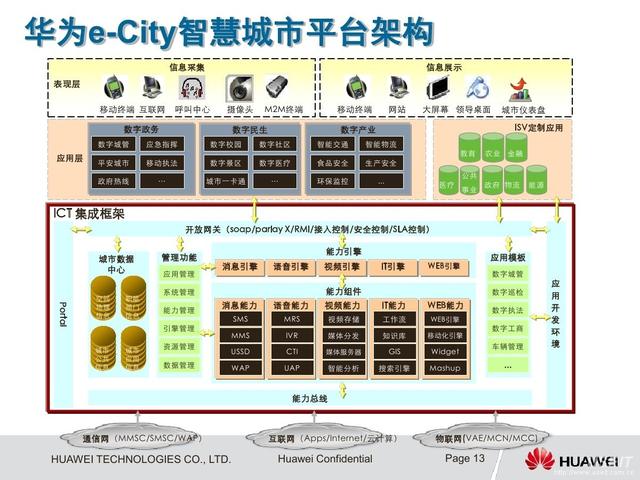 华为e-City智慧城市平台架构
信息采集
信息展示
表现层
移动终端 互联网 呼叫中心 摄像头 M2M终端
移动终端 网站 大屏幕 领导桌面 城市仪表盘
应用层
数字政务
数字城管 应急指挥
平安城市 移动执法
政府热线 ...
数字民生
数字校园 数字社区
数字景区 数字医疗
城市一卡通 ...
数字产业
智能交通 智能物流
食品安全 生产安全
环保监控 ...
ISV定制应用
教育 农业 金融
医疗 公共事业 政府 物流 能源
ICT 集成框架
开放网关（soap/parlay X/RMI/接入控制/安全控制/SLA控制）
Portal
城市数据
中心
管理功能
应用管理
系统管理
能力管理
引擎管理
资源管理
数据管理
能力引擎
消息引擎 语音引擎 视频引擎 IT引擎 WEB引擎
能力组件
消息能力 语音能力 视频能力 IT能力 WEB能力
SMS MRS 视频存储 工作流 WEB引擎
MMS IVR 媒体分发 知识库 移动化引擎
USSD CTI 媒体服务器 GIS Widget
WAP UAP 智能分析 搜索引擎 Mashup
应用模板
数字城管
数字巡检
数字执法
数字工商
车辆管理
...
应用开发环境
能力总线
通信网（MMSC/SMSC/WAP）
互联网（Apps/Internet/云计算）
物联网(VAE/MCN/MCC)
HUAWEI TECHNOLOGIES CO., LTD.
Huawei Confidential
Page 13
HUAWEI